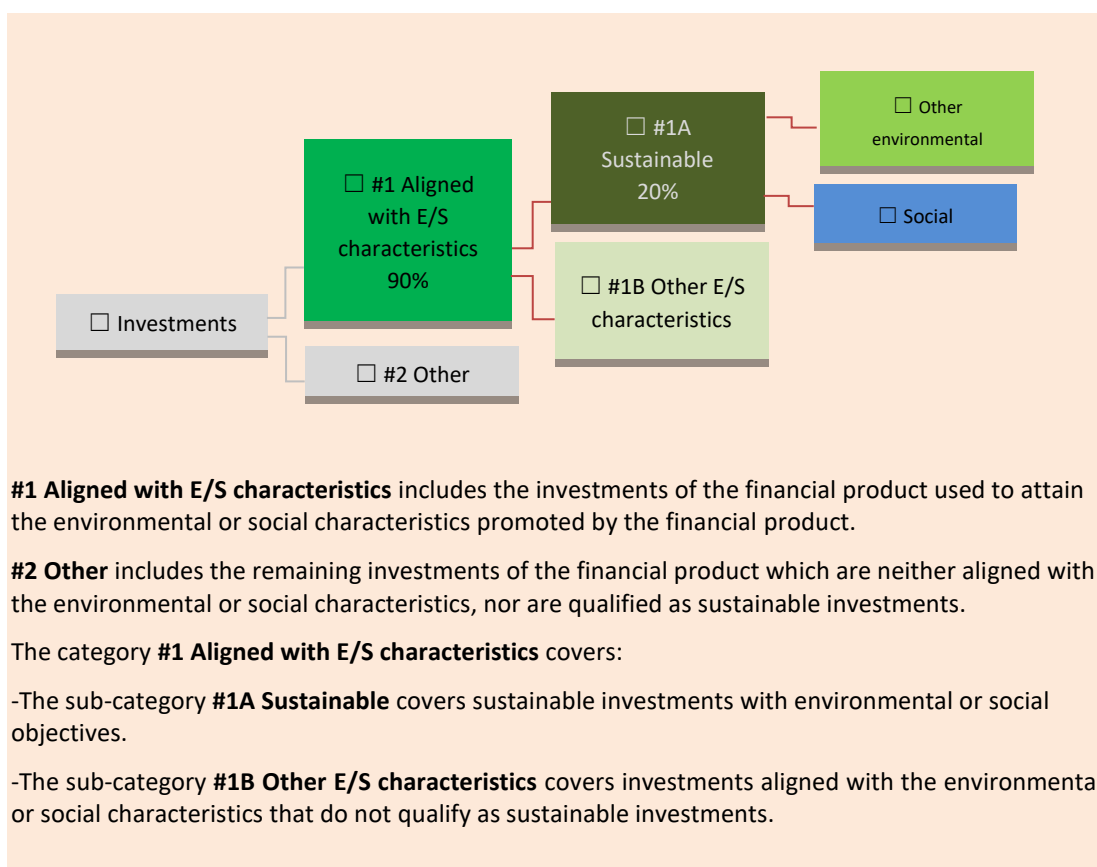 ☐ Other
environmental
☐ #1A
Sustainable
20%
☐ #1 Aligned
with E/S
characteristics
90%
☐ Social
☐ #1B Other E/S
characteristics
☐ Investments
☐ #2 Other
#1 Aligned with E/S characteristics includes the investments of the financial product used to attain
the environmental or social characteristics promoted by the financial product.
#2 Other includes the remaining investments of the financial product which are neither aligned with
the environmental or social characteristics, nor are qualified as sustainable investments.
The category #1 Aligned with E/S characteristics covers:
-The sub-category #1A Sustainable covers sustainable investments with environmental or social
objectives.
-The sub-category #1B Other E/S characteristics covers investments aligned with the environmenta
or social characteristics that do not qualify as sustainable investments.